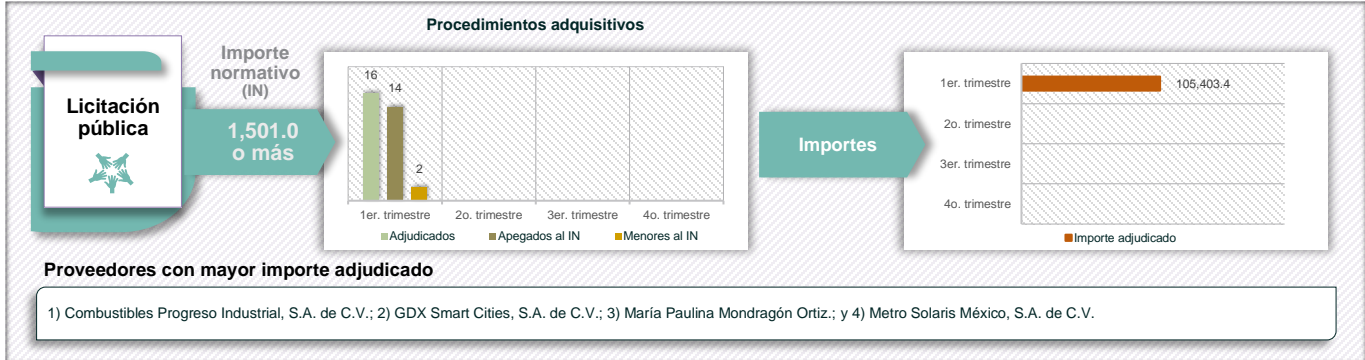 Procedimientos adquisitivos
Licitación
pública
Importe
normativo
(IN)
1,501.0
o más
16
14
2
1er. trimestre
2o. trimestre
3er. trimestre
4o. trimestre
Adjudicados
Apegados al IN
Menores al IN
Importes
1er. trimestre
105,403.4
2o. trimestre
3er. trimestre
4o. trimestre
Importe adjudicado
Proveedores con mayor importe adjudicado
1) Combustibles Progreso Industrial, S.A. de C.V.; 2) GDX Smart Cities, S.A. de C.V.; 3) María Paulina Mondragón Ortiz.; y 4) Metro Solaris México, S.A. de C.V.